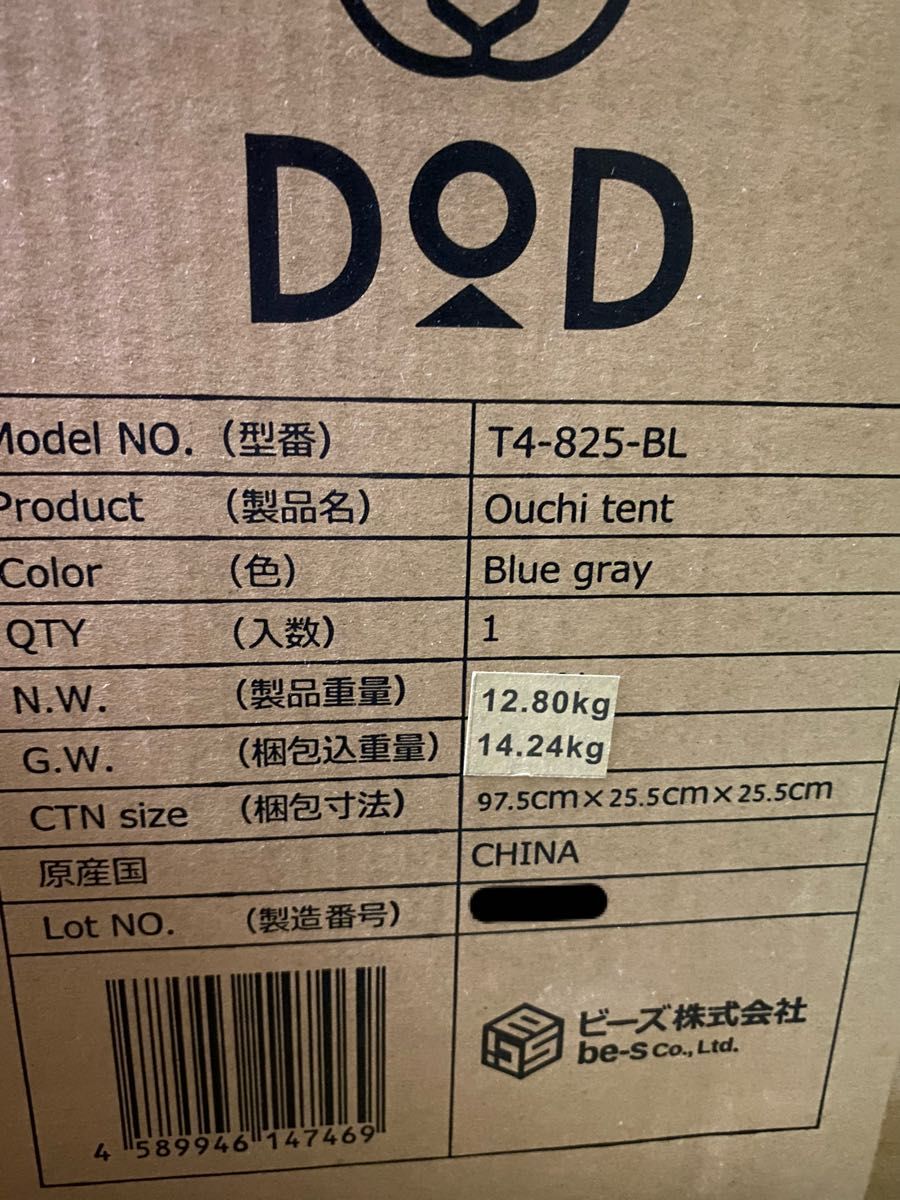 DOD
Model NO. (型番) T4-825-BL
Product (製品名) Ouchi tent
Color (色) Blue gray
QTY (入数) 1
N.W. (製品重量) 12.80kg
G.W. (梱包込重量) 14.24kg
CTN size (梱包寸法) 97.5cm×25.5cm×25.5cm
原産国 CHINA
Lot NO. (製造番号)
ビーズ株式会社
be-s Co., Ltd.
4 589946 147469